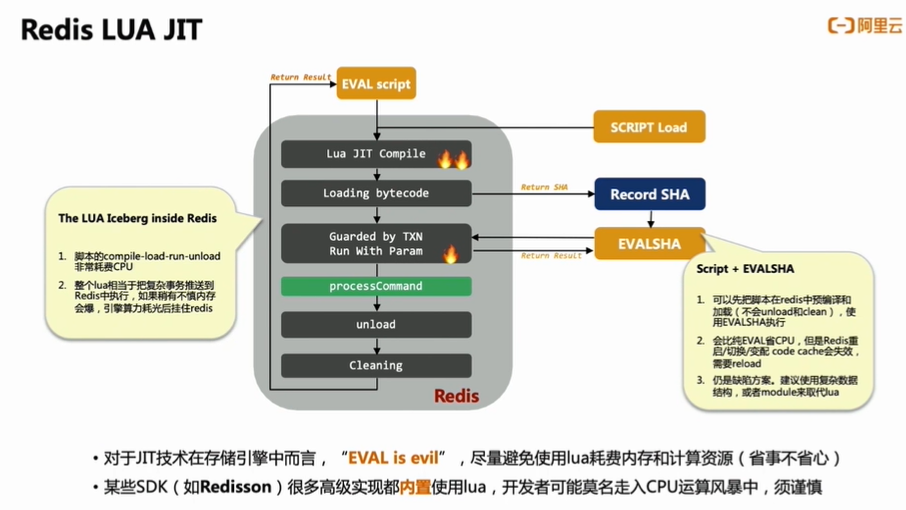 Redis LUA JIT
阿里云
Return Result
EVAL script
SCRIPT Load
Lua JIT Compile
Loading bytecode
Return SHA
Record SHA
Guarded by TXN
Run With Param
EVALSHA
Return Result
processCommand
unload
Cleaning
Redis
The LUA Iceberg inside Redis
1. 脚本的compile-load-run-unload
非常耗费CPU
2. 整个lua相当于把复杂事务推送到
Redis中执行，如果稍有不慎内存
会爆，引擎算力耗光后挂住redis
Script + EVALSHA
1. 可以先把脚本在redis中预编译和
加载（不会unload和clean），使
用EVALSHA执行
2. 会比纯EVAL省CPU，但是Redis重
启/切换/变配 code cache会失效，
需要reload
3. 仍是缺陷方案。建议使用复杂数据
结构，或者module来取代lua
• 对于JIT技术在存储引擎中而言，“EVAL is evil”，尽量避免使用lua耗费内存和计算资源（省事不省心）
• 某些SDK（如Redisson）很多高级实现都内置使用lua，开发者可能莫名走入CPU运算风暴中，须谨慎